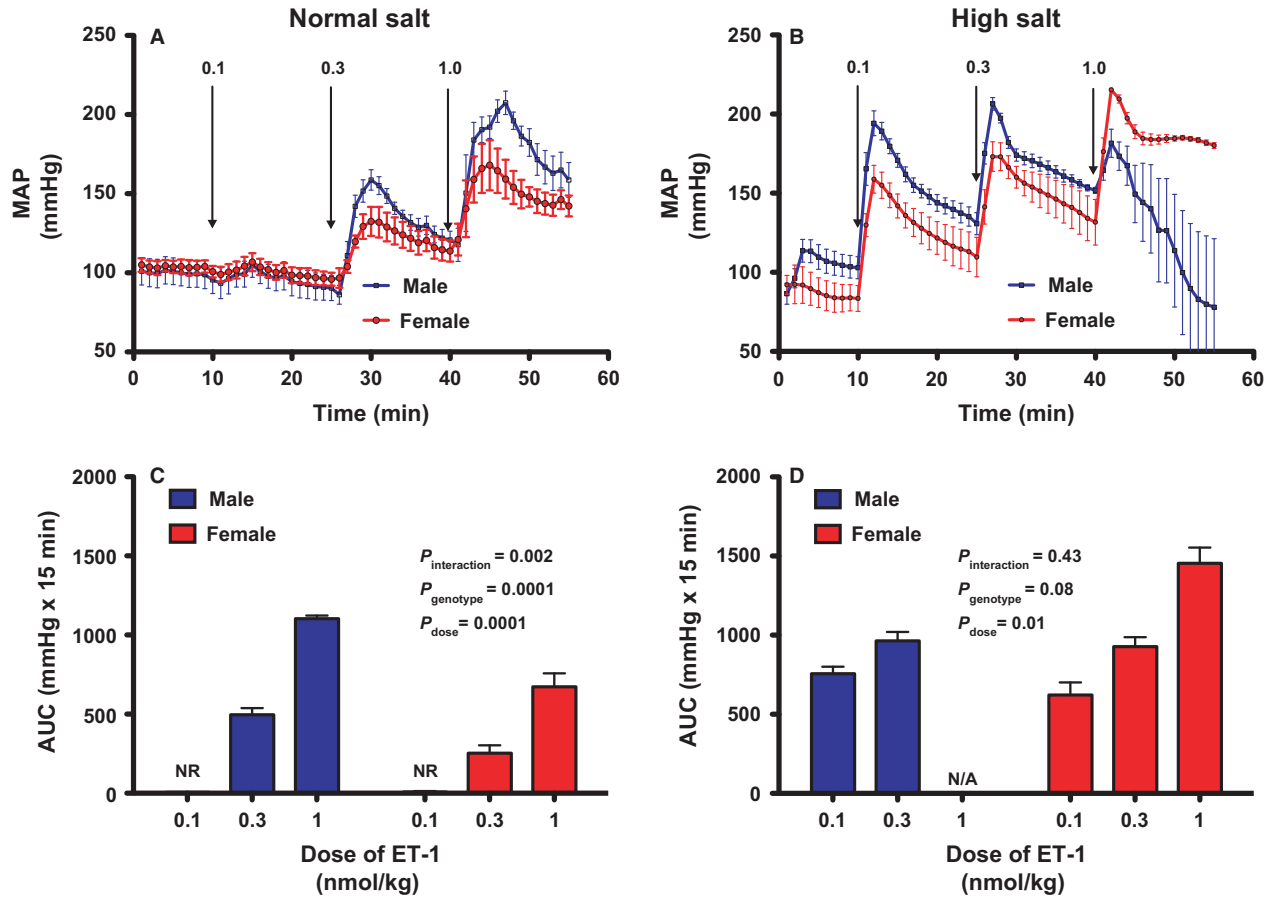 Normal salt
A
250
200
150
100
50
MAP
(mmHg)
0.1
0.3
1.0
Male
Female
0
10
20
30
40
50
60
Time (min)
High salt
B
250
200
150
100
50
MAP
(mmHg)
0.1
0.3
1.0
Male
Female
0
10
20
30
40
50
60
Time (min)
C
2000
1500
1000
500
0
AUC (mmHg x 15 min)
Male
Female
P interaction = 0.002
P genotype = 0.0001
P dose = 0.0001
NR
NR
0.1
0.3
1
0.1
0.3
1
Dose of ET-1
(nmol/kg)
D
2000
1500
1000
500
0
AUC (mmHg x 15 min)
Male
Female
P interaction = 0.43
P genotype = 0.08
P dose = 0.01
N/A
0.1
0.3
1
0.1
0.3
1
Dose of ET-1
(nmol/kg)